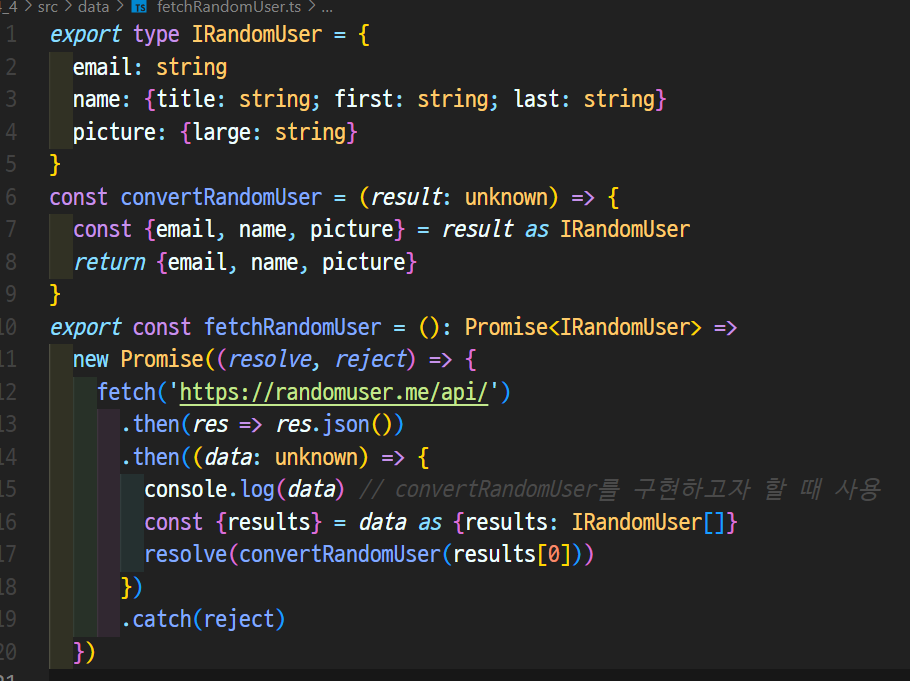 _4 > src > data > TS fetchRandomUser.ts > ...
1 export type IRandomUser = {
2 email: string
3 name: {title: string; first: string; last: string}
4 picture: {large: string}
5 }
6 const convertRandomUser = (result: unknown) => {
7 const {email, name, picture} = result as IRandomUser
8 return {email, name, picture}
9 }
10 export const fetchRandomUser = (): Promise<IRandomUser> =>
11 new Promise((resolve, reject) => {
12 fetch('https://randomuser.me/api/')
13 .then(res => res.json())
14 .then((data: unknown) => {
15 console.log(data) // convertRandomUser를 구현하고자 할 때 사용
16 const {results} = data as {results: IRandomUser[]}
17 resolve(convertRandomUser(results[0]))
18 })
19 .catch(reject)
20 })
21